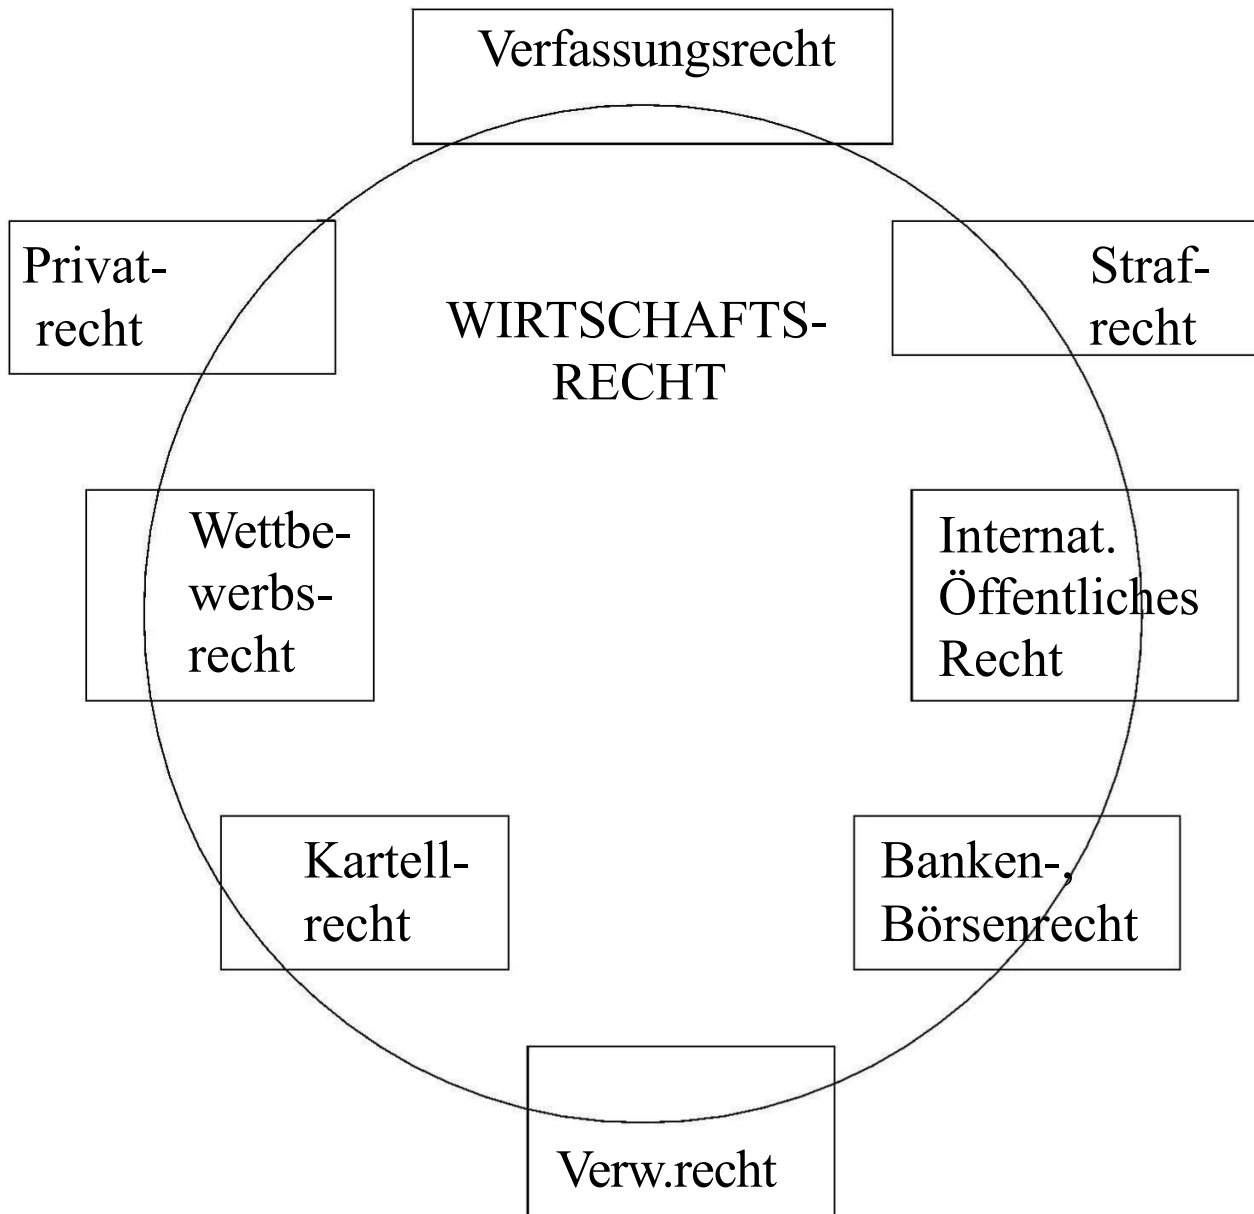 Verfassungsrecht
Privat-
recht
Straf-
recht
WIRTSCHAFTS-
RECHT
Wettbe-
werbs-
recht
Internat.
Öffentliches
Recht
Kartell-
recht
Banken-,
Börsenrecht
Verw.recht